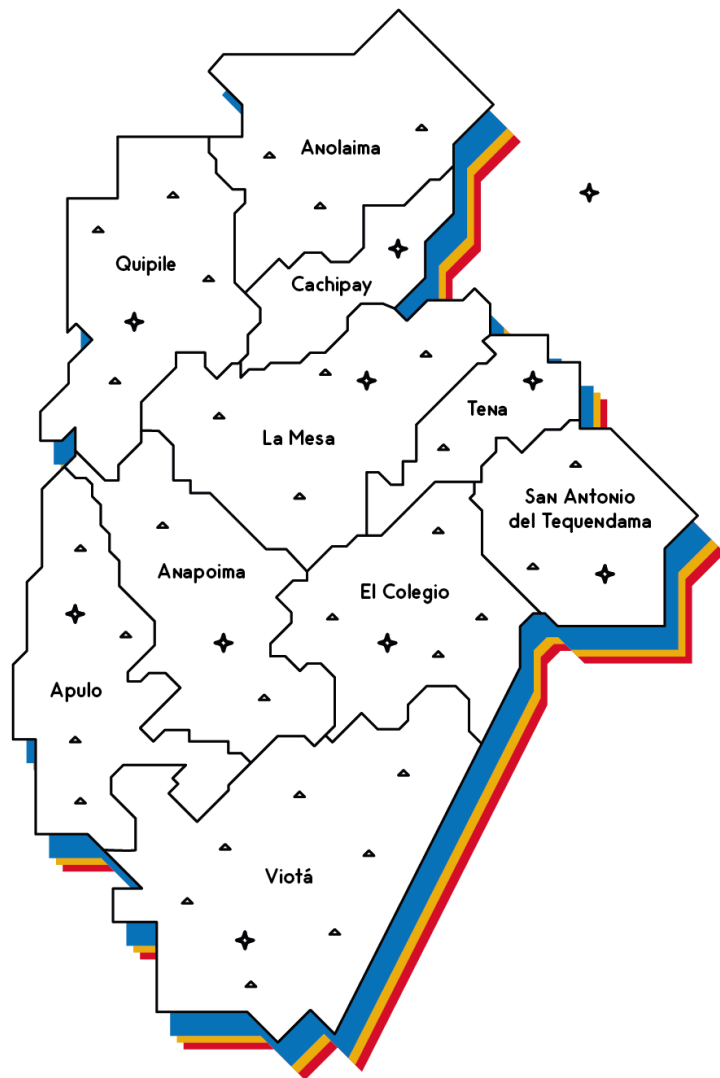 Anolaima
Quipile
Cachipay
Tena
La Mesa
San Antonio
del Tequendama
Anapoima
El Colegio
Apulo
Viotá